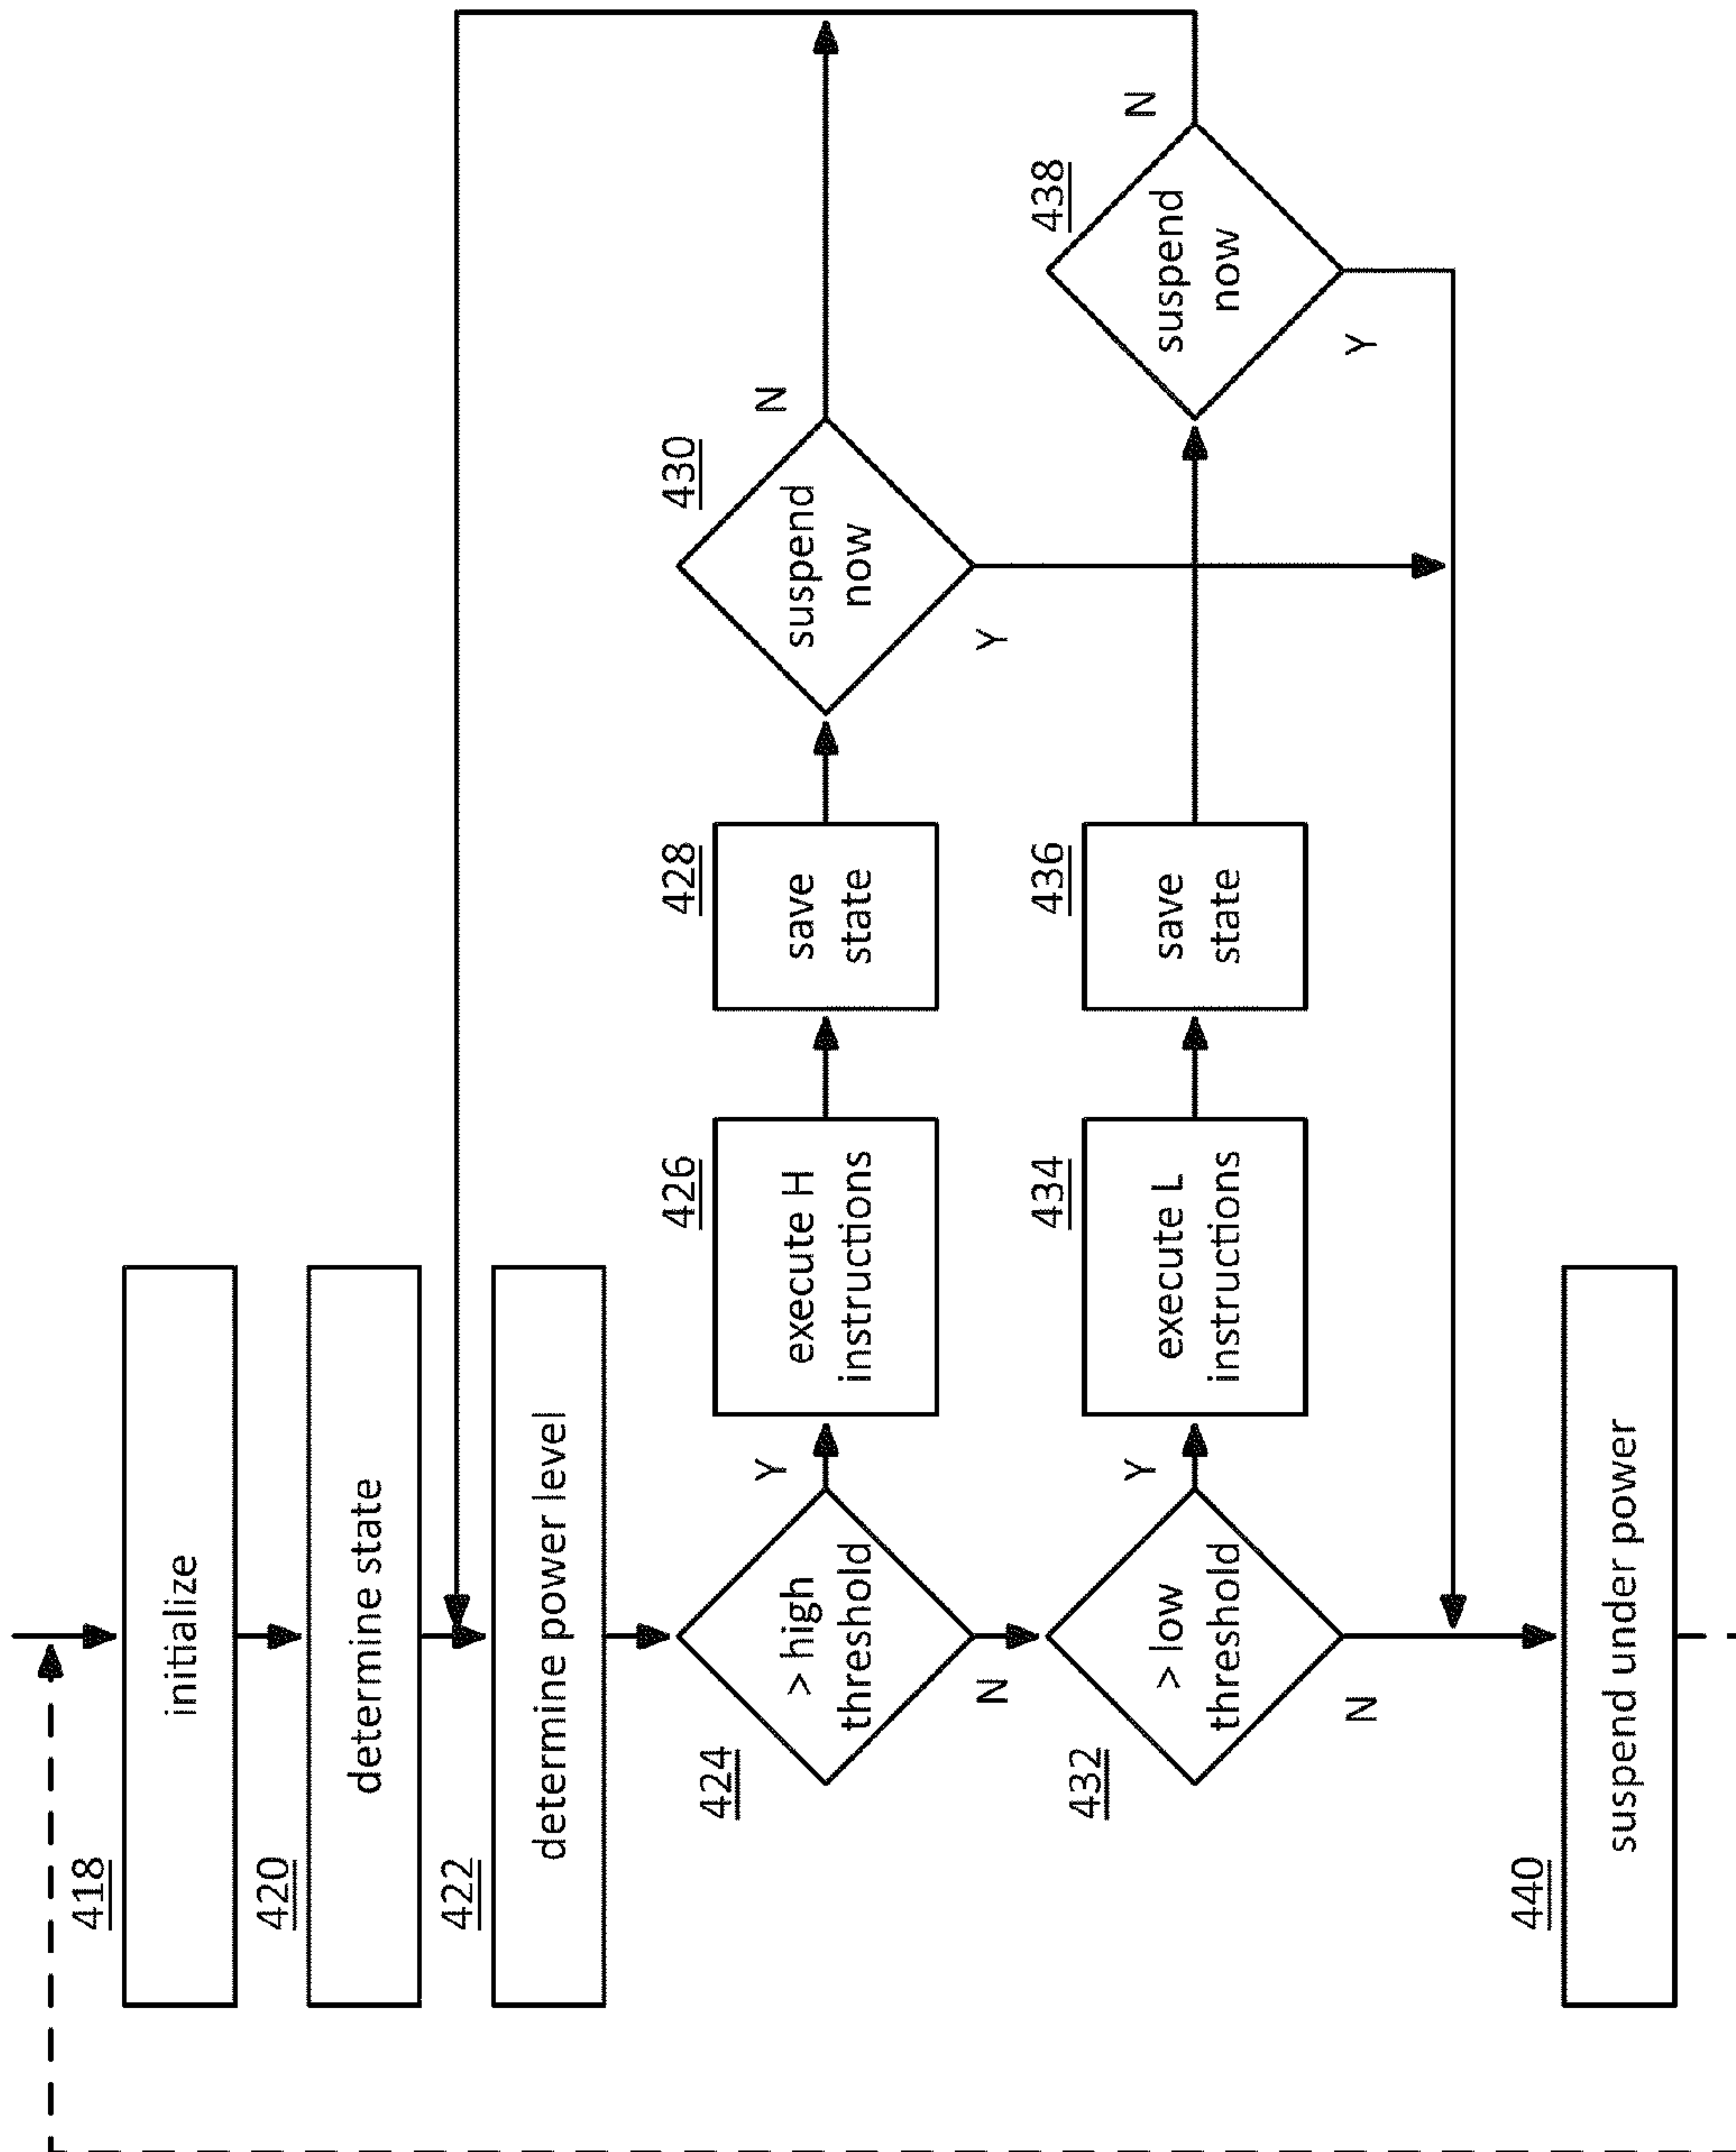 418
initialize
420
determine state
422
determine power level
424
> high
threshold
Y
N
426
execute H
instructions
428
save
state
430
suspend
now
N
Y
432
> low
threshold
Y
N
434
execute L
instructions
436
save
state
438
suspend
now
N
Y
440
suspend under power